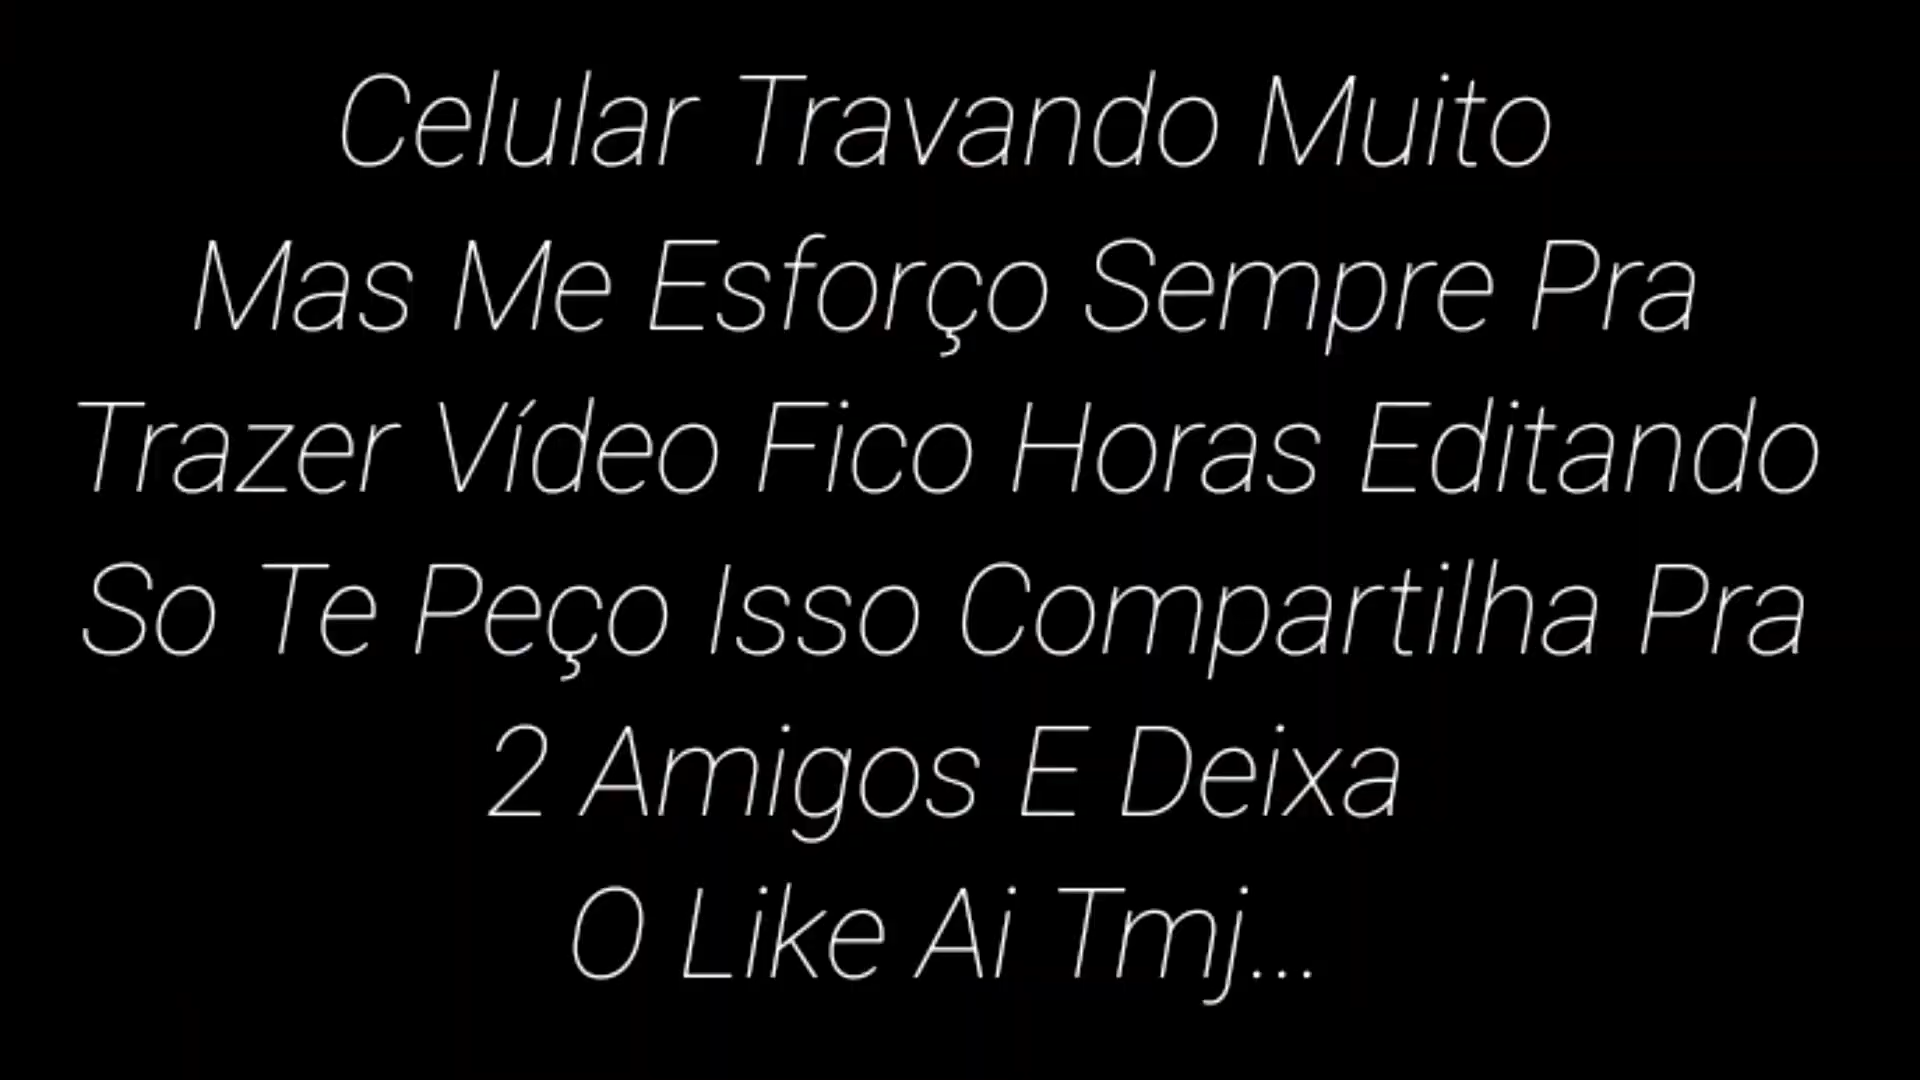 Celular Travando Muito
Mas Me Esforço Sempre Pra
Trazer Vídeo Fico Horas Editando
So Te Peço Isso Compartilha Pra
2 Amigos E Deixa
O Like Ai Tmj...